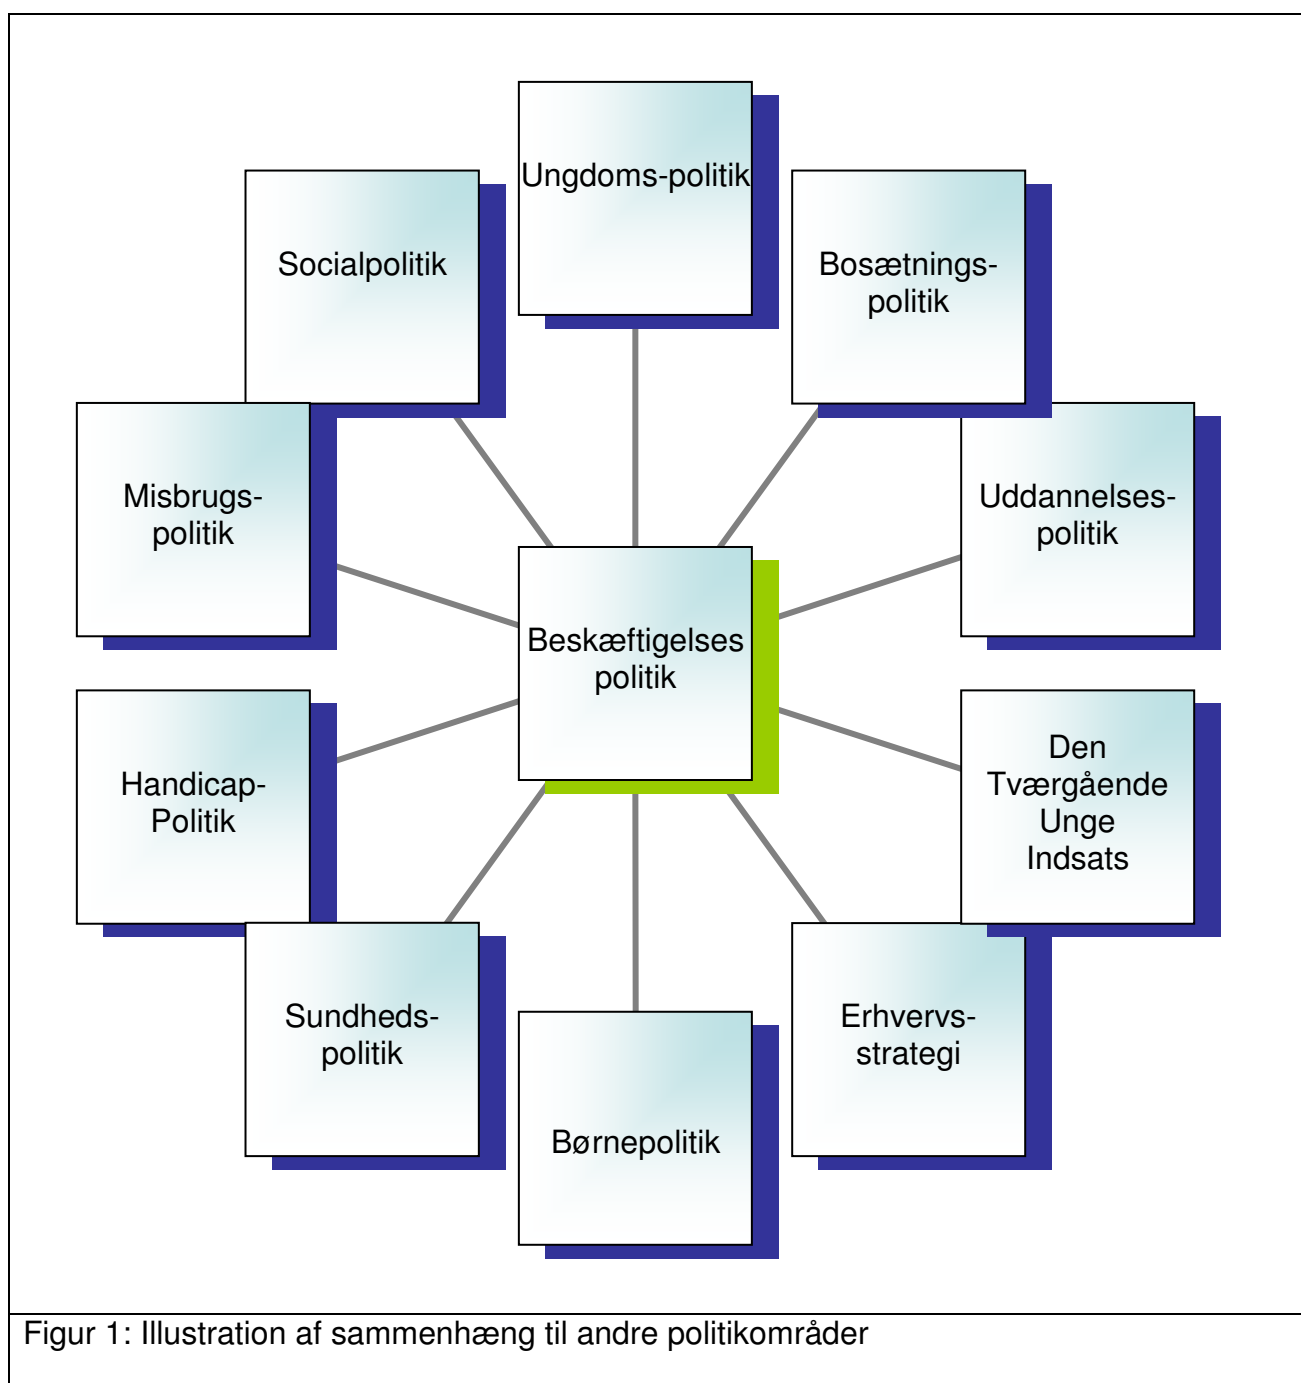 Ungdoms-politik
Socialpolitik
Bosætnings-
politik
Misbrugs-
politik
Uddannelses-
politik
Beskæftigelses
politik
Handicap-
Politik
Den
Tværgående
Unge
Indsats
Sundheds-
politik
Erhvervs-
strategi
Børnepolitik
Figur 1: Illustration af sammenhæng til andre politikområder